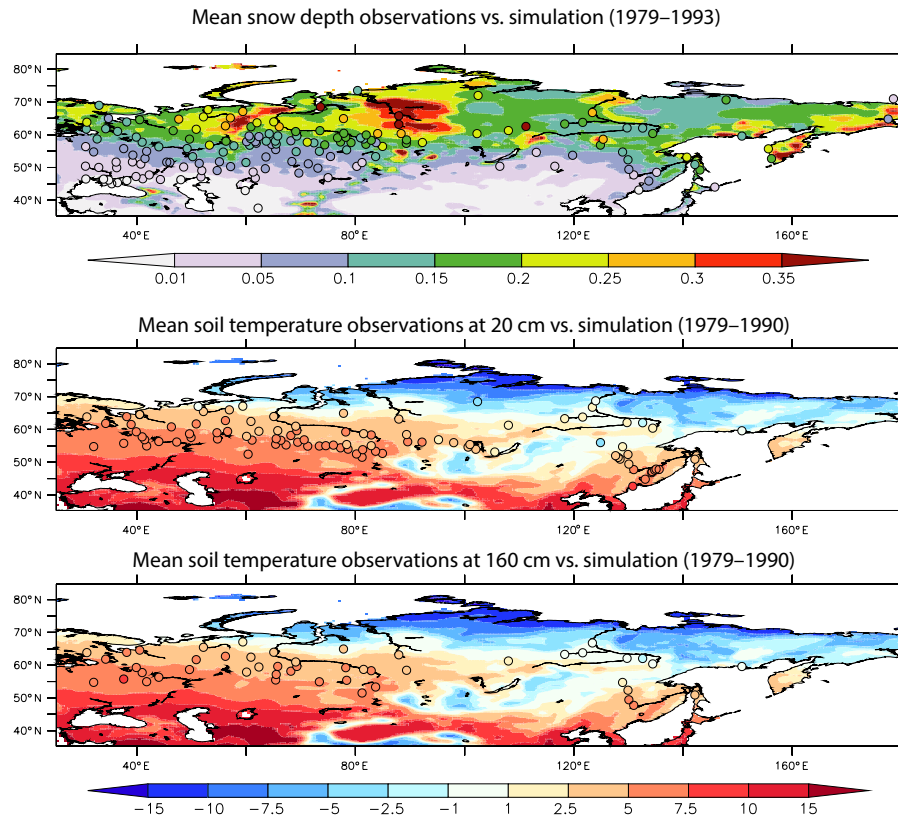 Mean snow depth observations vs. simulation (1979–1993)
80° N
70° N
60° N
50° N
40° N
40° E 80° E 120° E 160° E
0.01 0.05 0.1 0.15 0.2 0.25 0.3 0.35
Mean soil temperature observations at 20 cm vs. simulation (1979–1990)
80° N
70° N
60° N
50° N
40° N
40° E 80° E 120° E 160° E
Mean soil temperature observations at 160 cm vs. simulation (1979–1990)
80° N
70° N
60° N
50° N
40° N
40° E 80° E 120° E 160° E
−15 −10 −7.5 −5 −2.5 −1 1 2.5 5 7.5 10 15